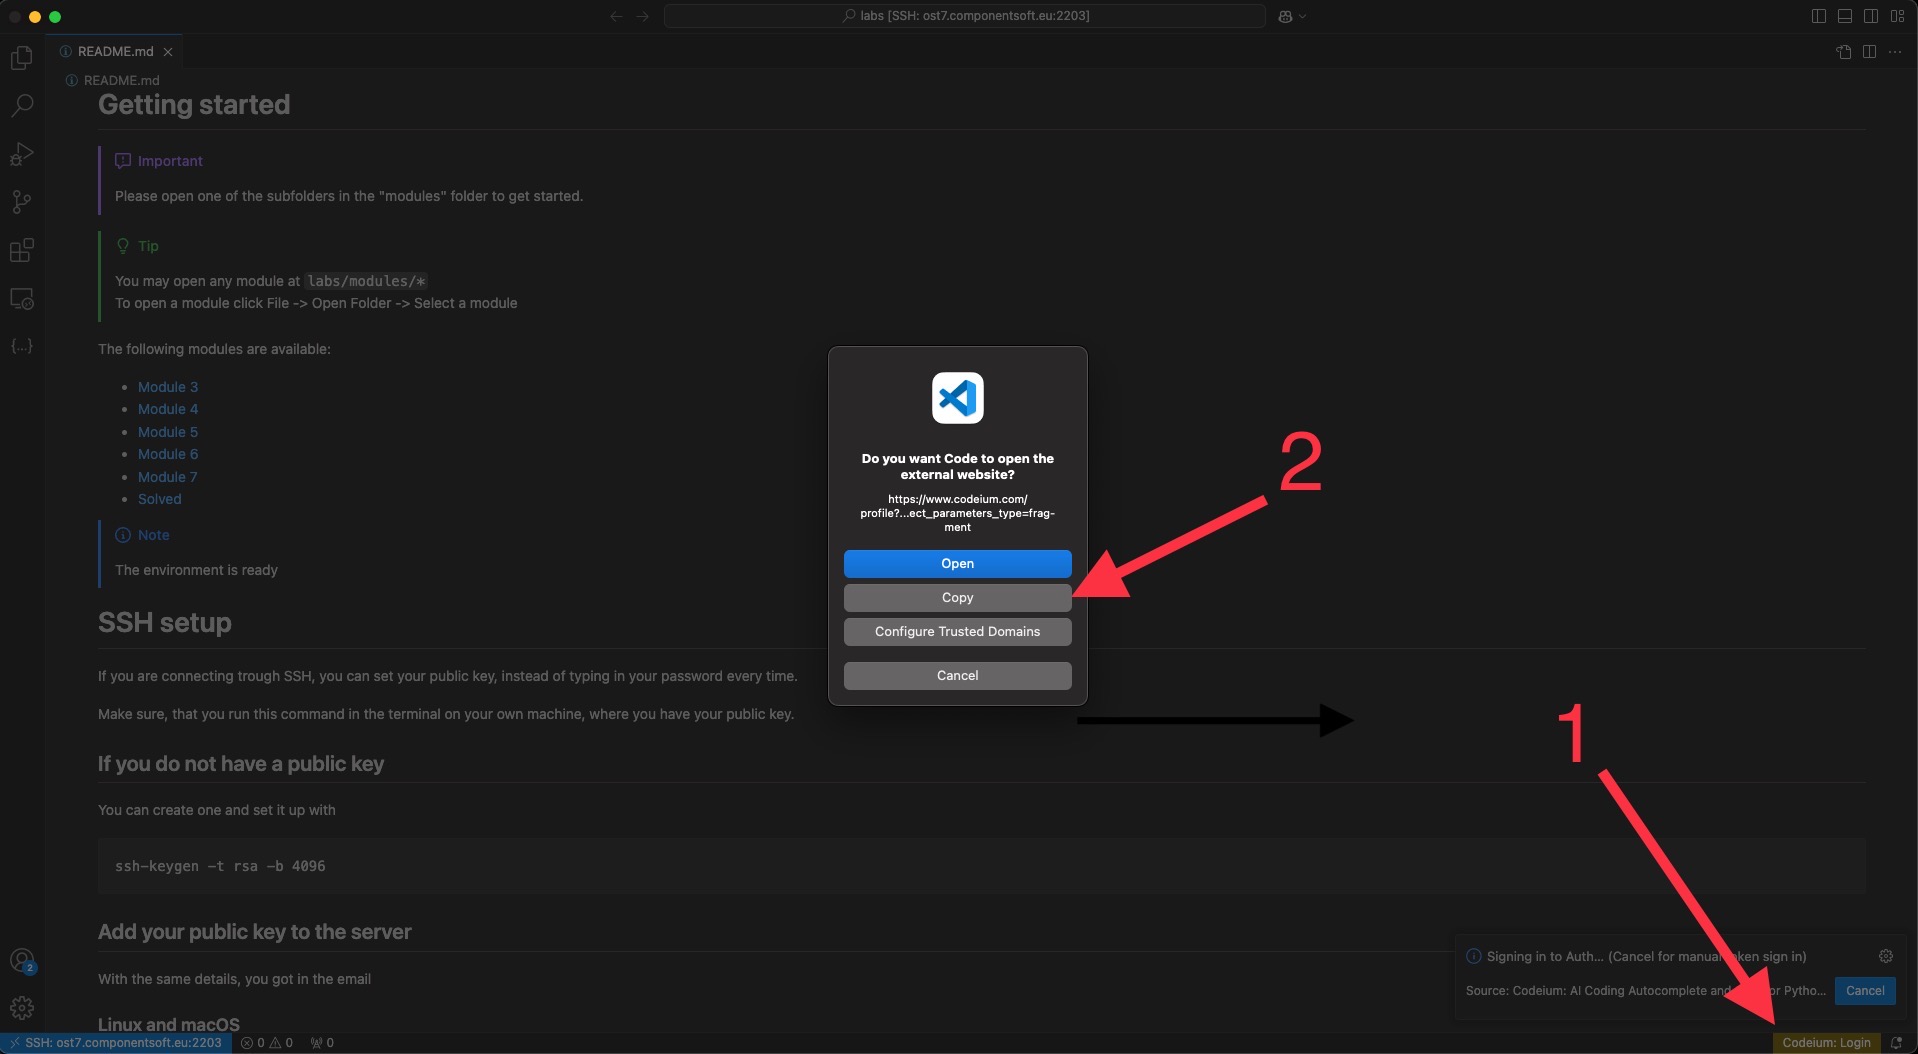 labs [SSH: ost7.componentsoft.eu:2203]
README.md
README.md
Getting started
Important
Please open one of the subfolders in the "modules" folder to get started.
Tip
You may open any module at labs/modules/*
To open a module click File -> Open Folder -> Select a module
The following modules are available:
Module 3
Module 4
Module 5
Module 6
Module 7
Solved
Note
The environment is ready
SSH setup
If you are connecting trough SSH, you can set your public key, instead of typing in your password every time.
Make sure, that you run this command in the terminal on your own machine, where you have your public key.
If you do not have a public key
You can create one and set it up with
ssh-keygen -t rsa -b 4096
Add your public key to the server
With the same details, you got in the email
Linux and macOS
Do you want Code to open the
external website?
https://www.codeium.com/
profile?...ect_parameters_type=frag-
ment
Open
Copy
Configure Trusted Domains
Cancel
2
1
Signing in to Auth... (Cancel for manual sign in)
Source: Codeium: AI Coding Autocomplete and Pytho...
Cancel
2
SSH: ost7.componentsoft.eu:2203
0
0
0
Codeium: Login